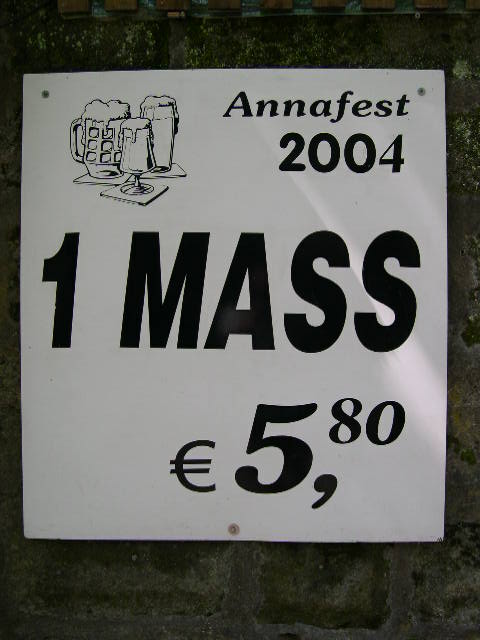 Annafest
2004
1 MASS
€ 5,80